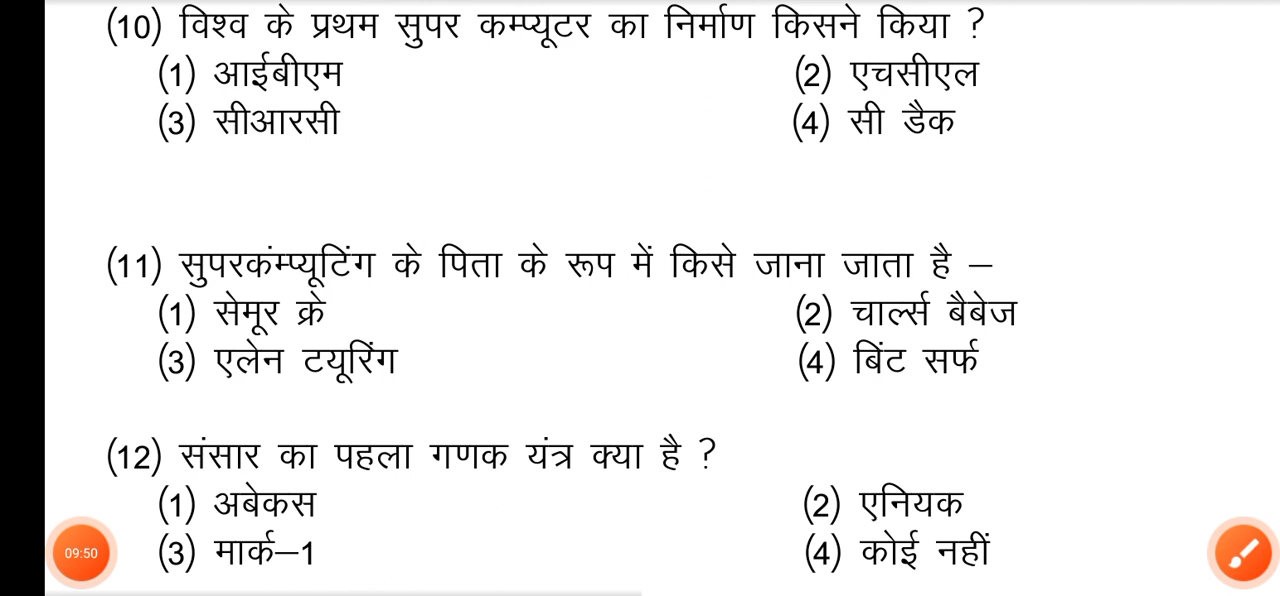 (10) विश्व के प्रथम सुपर कम्प्यूटर का निर्माण किसने किया ?
(1) आईबीएम (2) एचसीएल
(3) सीआरसी (4) सी डैक
(11) सुपरकंम्प्यूटिंग के पिता के रूप में किसे जाना जाता है –
(1) सेमूर क्रे (2) चार्ल्स बैबेज
(3) एलेन टयूरिंग (4) बिंट सर्फ
(12) संसार का पहला गणक यंत्र क्या है ?
(1) अबेकस (2) एनियक
(3) मार्क–1 (4) कोई नहीं
09:50